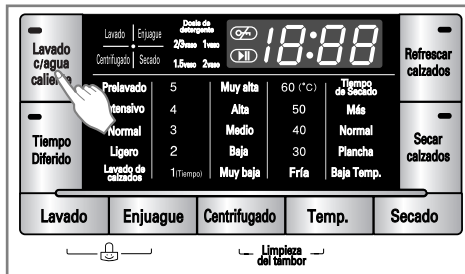 Lavado
c/agua
caliente
Tiempo
Diferido
Lavado Enjuague
Centrifugado Secado
Dosis de
detergente
2/3vaso 1vaso
1.5vaso 2vaso
18:88
Refrescar
calzados
Secar
calzados
Prelavado 5 Muy alta 60 (°C) Tiempo
de Secado
Intensivo 4 Alta 50 Más
Normal 3 Medio 40 Normal
Ligero 2 Baja 30 Plancha
Lavado de
calzados 1(Tiempo) Muy baja Fría Baja Temp.
Lavado Enjuague Centrifugado Temp. Secado
Limpieza
del tambor